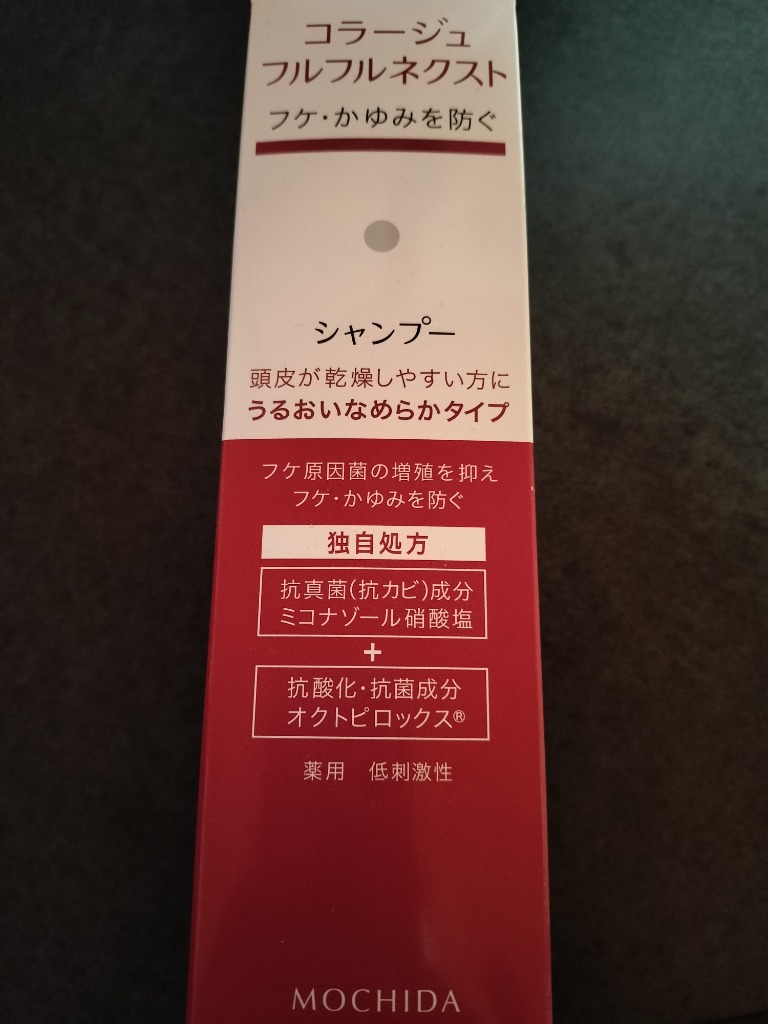 コラージュ
フルフルネクスト
フケ・かゆみを防ぐ
シャンプー
頭皮が乾燥しやすい方に
うるおいなめらかタイプ
フケ原因菌の増殖を抑え
フケ・かゆみを防ぐ
独自処方
抗真菌(抗カビ)成分
ミコナゾール硝酸塩
+
抗酸化・抗菌成分
オクトピロックス®
薬用 低刺激性
MOCHIDA